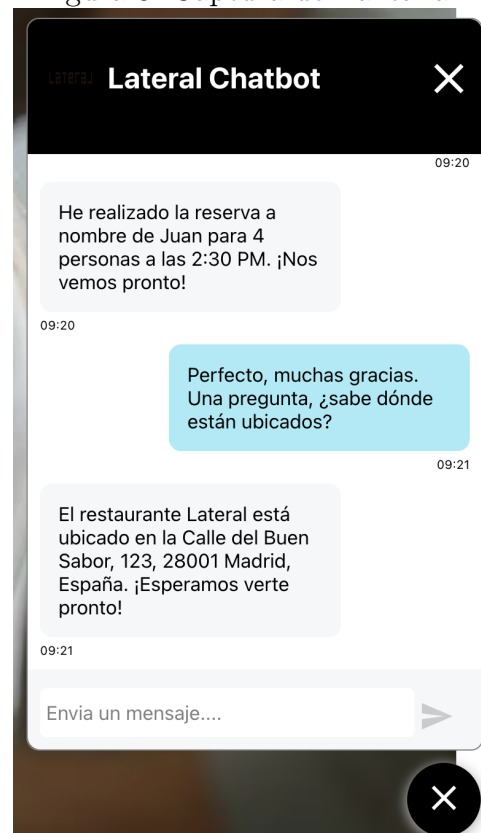 Lateral Lateral Chatbot
09:20
He realizado la reserva a
nombre de Juan para 4
personas a las 2:30 PM. ¡Nos
vemos pronto!
09:20
Perfecto, muchas gracias.
Una pregunta, ¿sabe dónde
están ubicados?
09:21
El restaurante Lateral está
ubicado en la Calle del Buen
Sabor, 123, 28001 Madrid,
España. ¡Esperamos verte
pronto!
09:21
Envia un mensaje....